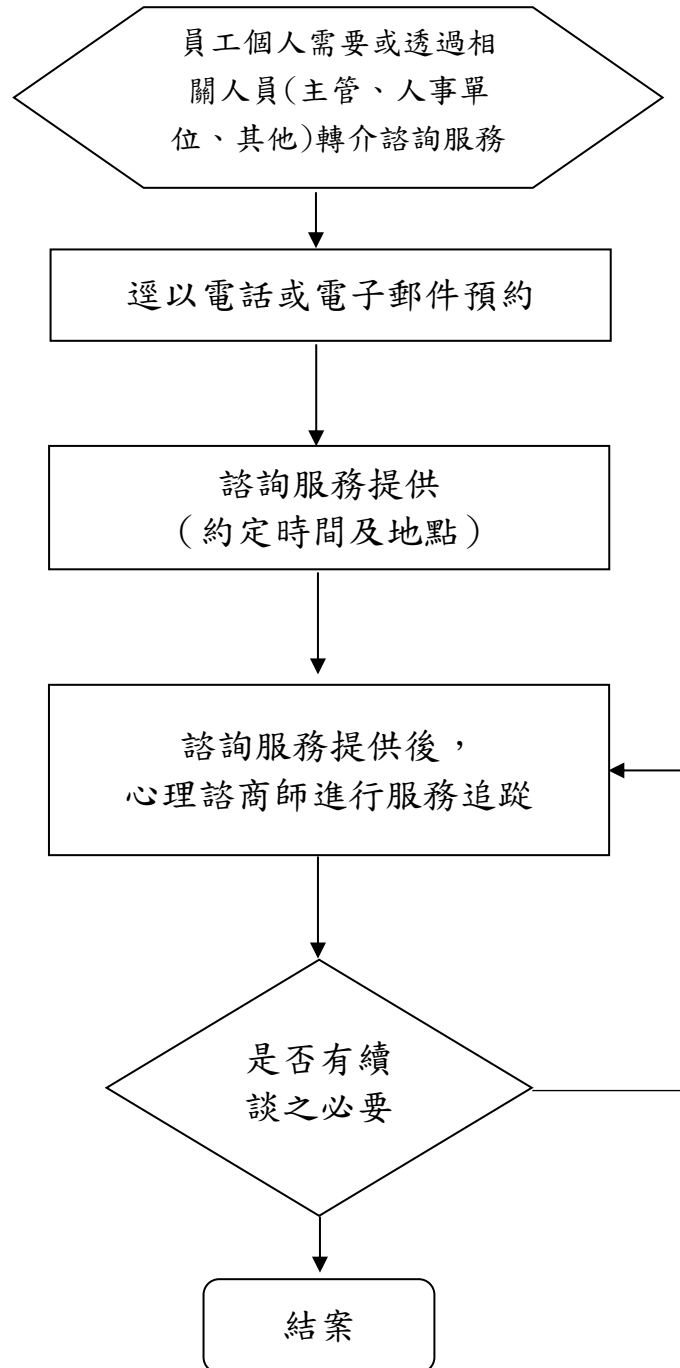 員工個人需要或透過相
關人員(主管、人事單
位、其他)轉介諮詢服務
逕以電話或電子郵件預約
諮詢服務提供
(約定時間及地點)
諮詢服務提供後，
心理諮商師進行服務追蹤
是否有續
談之必要
結案